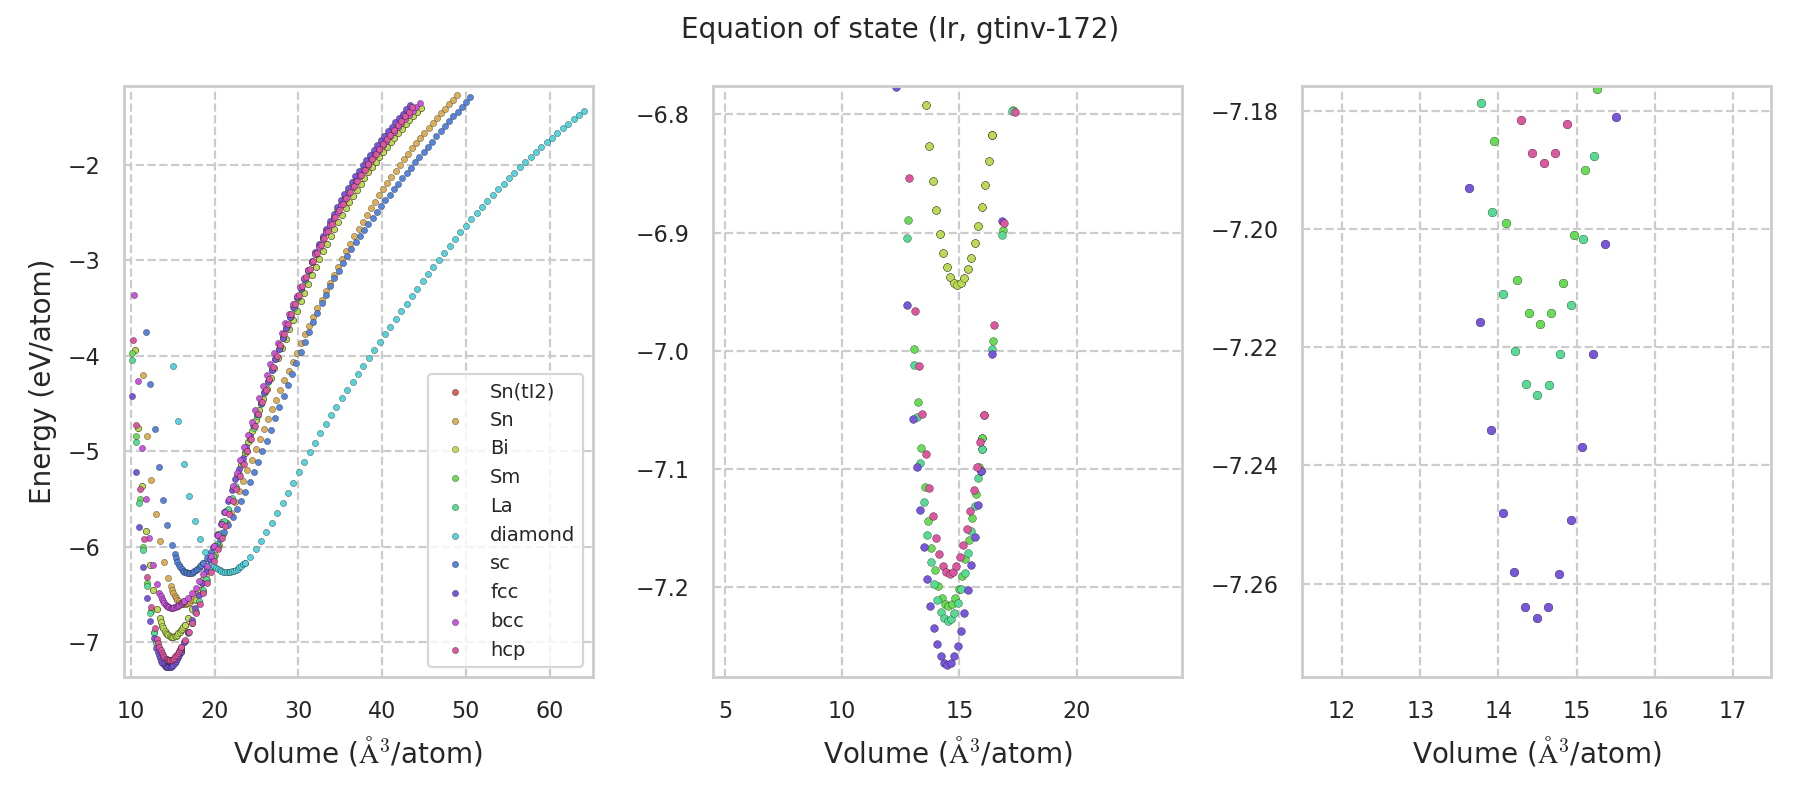 Equation of state (Ir, gtinv-172)
Energy (eV/atom)
−2
−3
−4
−5
−6
−7
10 20 30 40 50 60
Volume (Å³/atom)
Sn(tI2)
Sn
Bi
Sm
La
diamond
sc
fcc
bcc
hcp
−6.8
−6.9
−7.0
−7.1
−7.2
5 10 15 20
Volume (Å³/atom)
−7.18
−7.20
−7.22
−7.24
−7.26
12 13 14 15 16 17
Volume (Å³/atom)